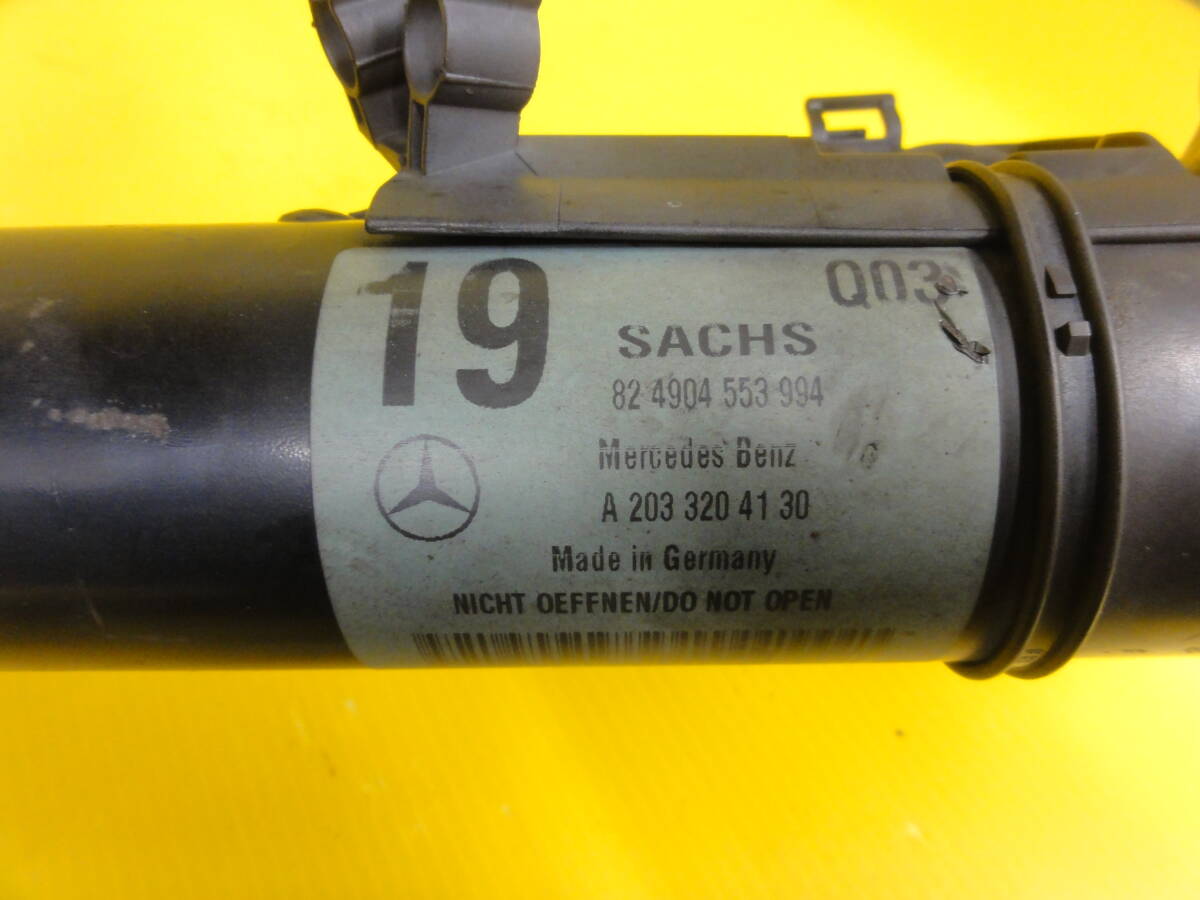 19
Q03
SACHS
82 4904 553 994
Mercedes Benz
A 203 320 41 30
Made in Germany
NICHT OEFFNEN/DO NOT OPEN